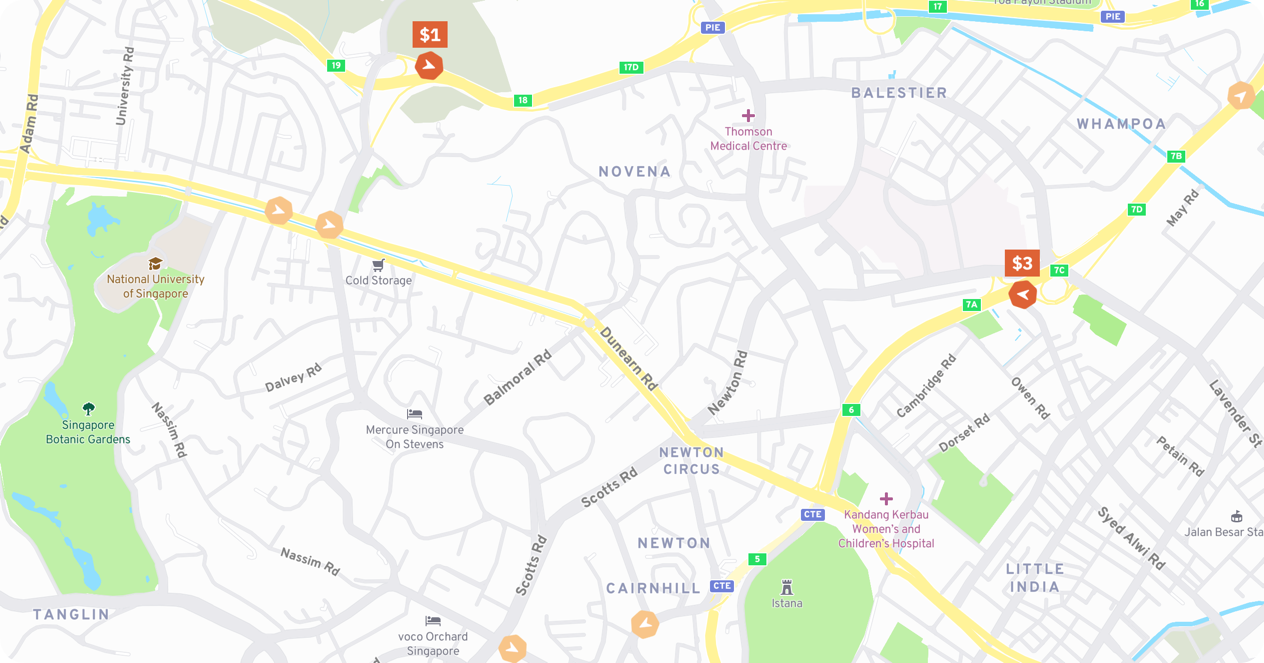 Toa Payoh Stadium
17
16
PIE
PIE
$1
19
17D
18
University Rd
Adam Rd
BALESTIER
Thomson
Medical Centre
WHAMPOA
7B
NOVENA
7D
May Rd
National University
of Singapore
Cold Storage
$3
7C
7A
Dunearn Rd
Balmoral Rd
Newton Rd
Dalvey Rd
Cambridge Rd
Owen Rd
Lavender St
Singapore
Botanic Gardens
Nassim Rd
Mercure Singapore
On Stevens
6
Dorset Rd
Petain Rd
NEWTON
CIRCUS
Scotts Rd
CTE
Kandang Kerbau
Women's and
Children's Hospital
Syed Alwi Rd
Jalan Besar Sta
Scotts Rd
NEWTON
5
Nassim Rd
CAIRNHILL
CTE
Istana
LITTLE
INDIA
TANGLIN
voco Orchard
Singapore